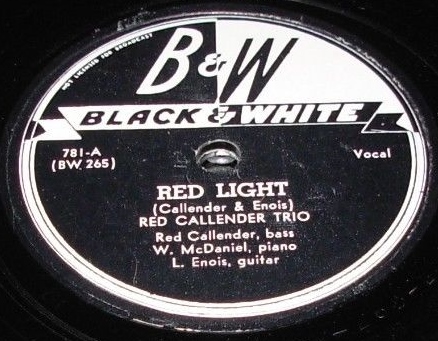 NOT LICENSED FOR BROADCAST
B&W
BLACK & WHITE
781-A
(BW 265)
Vocal
RED LIGHT
(Callender & Enois)
RED CALLENDER TRIO
Red Callender, bass
W. McDaniel, piano
L. Enois, guitar